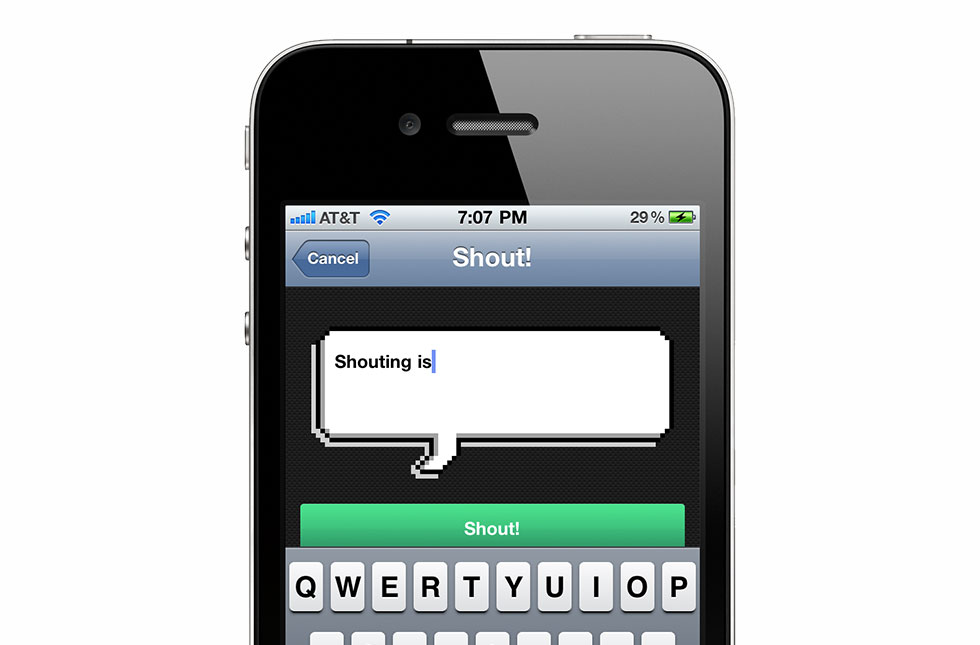 AT&T 7:07 PM 29%
Cancel Shout!
Shouting is
Shout!
Q W E R T Y U I O P